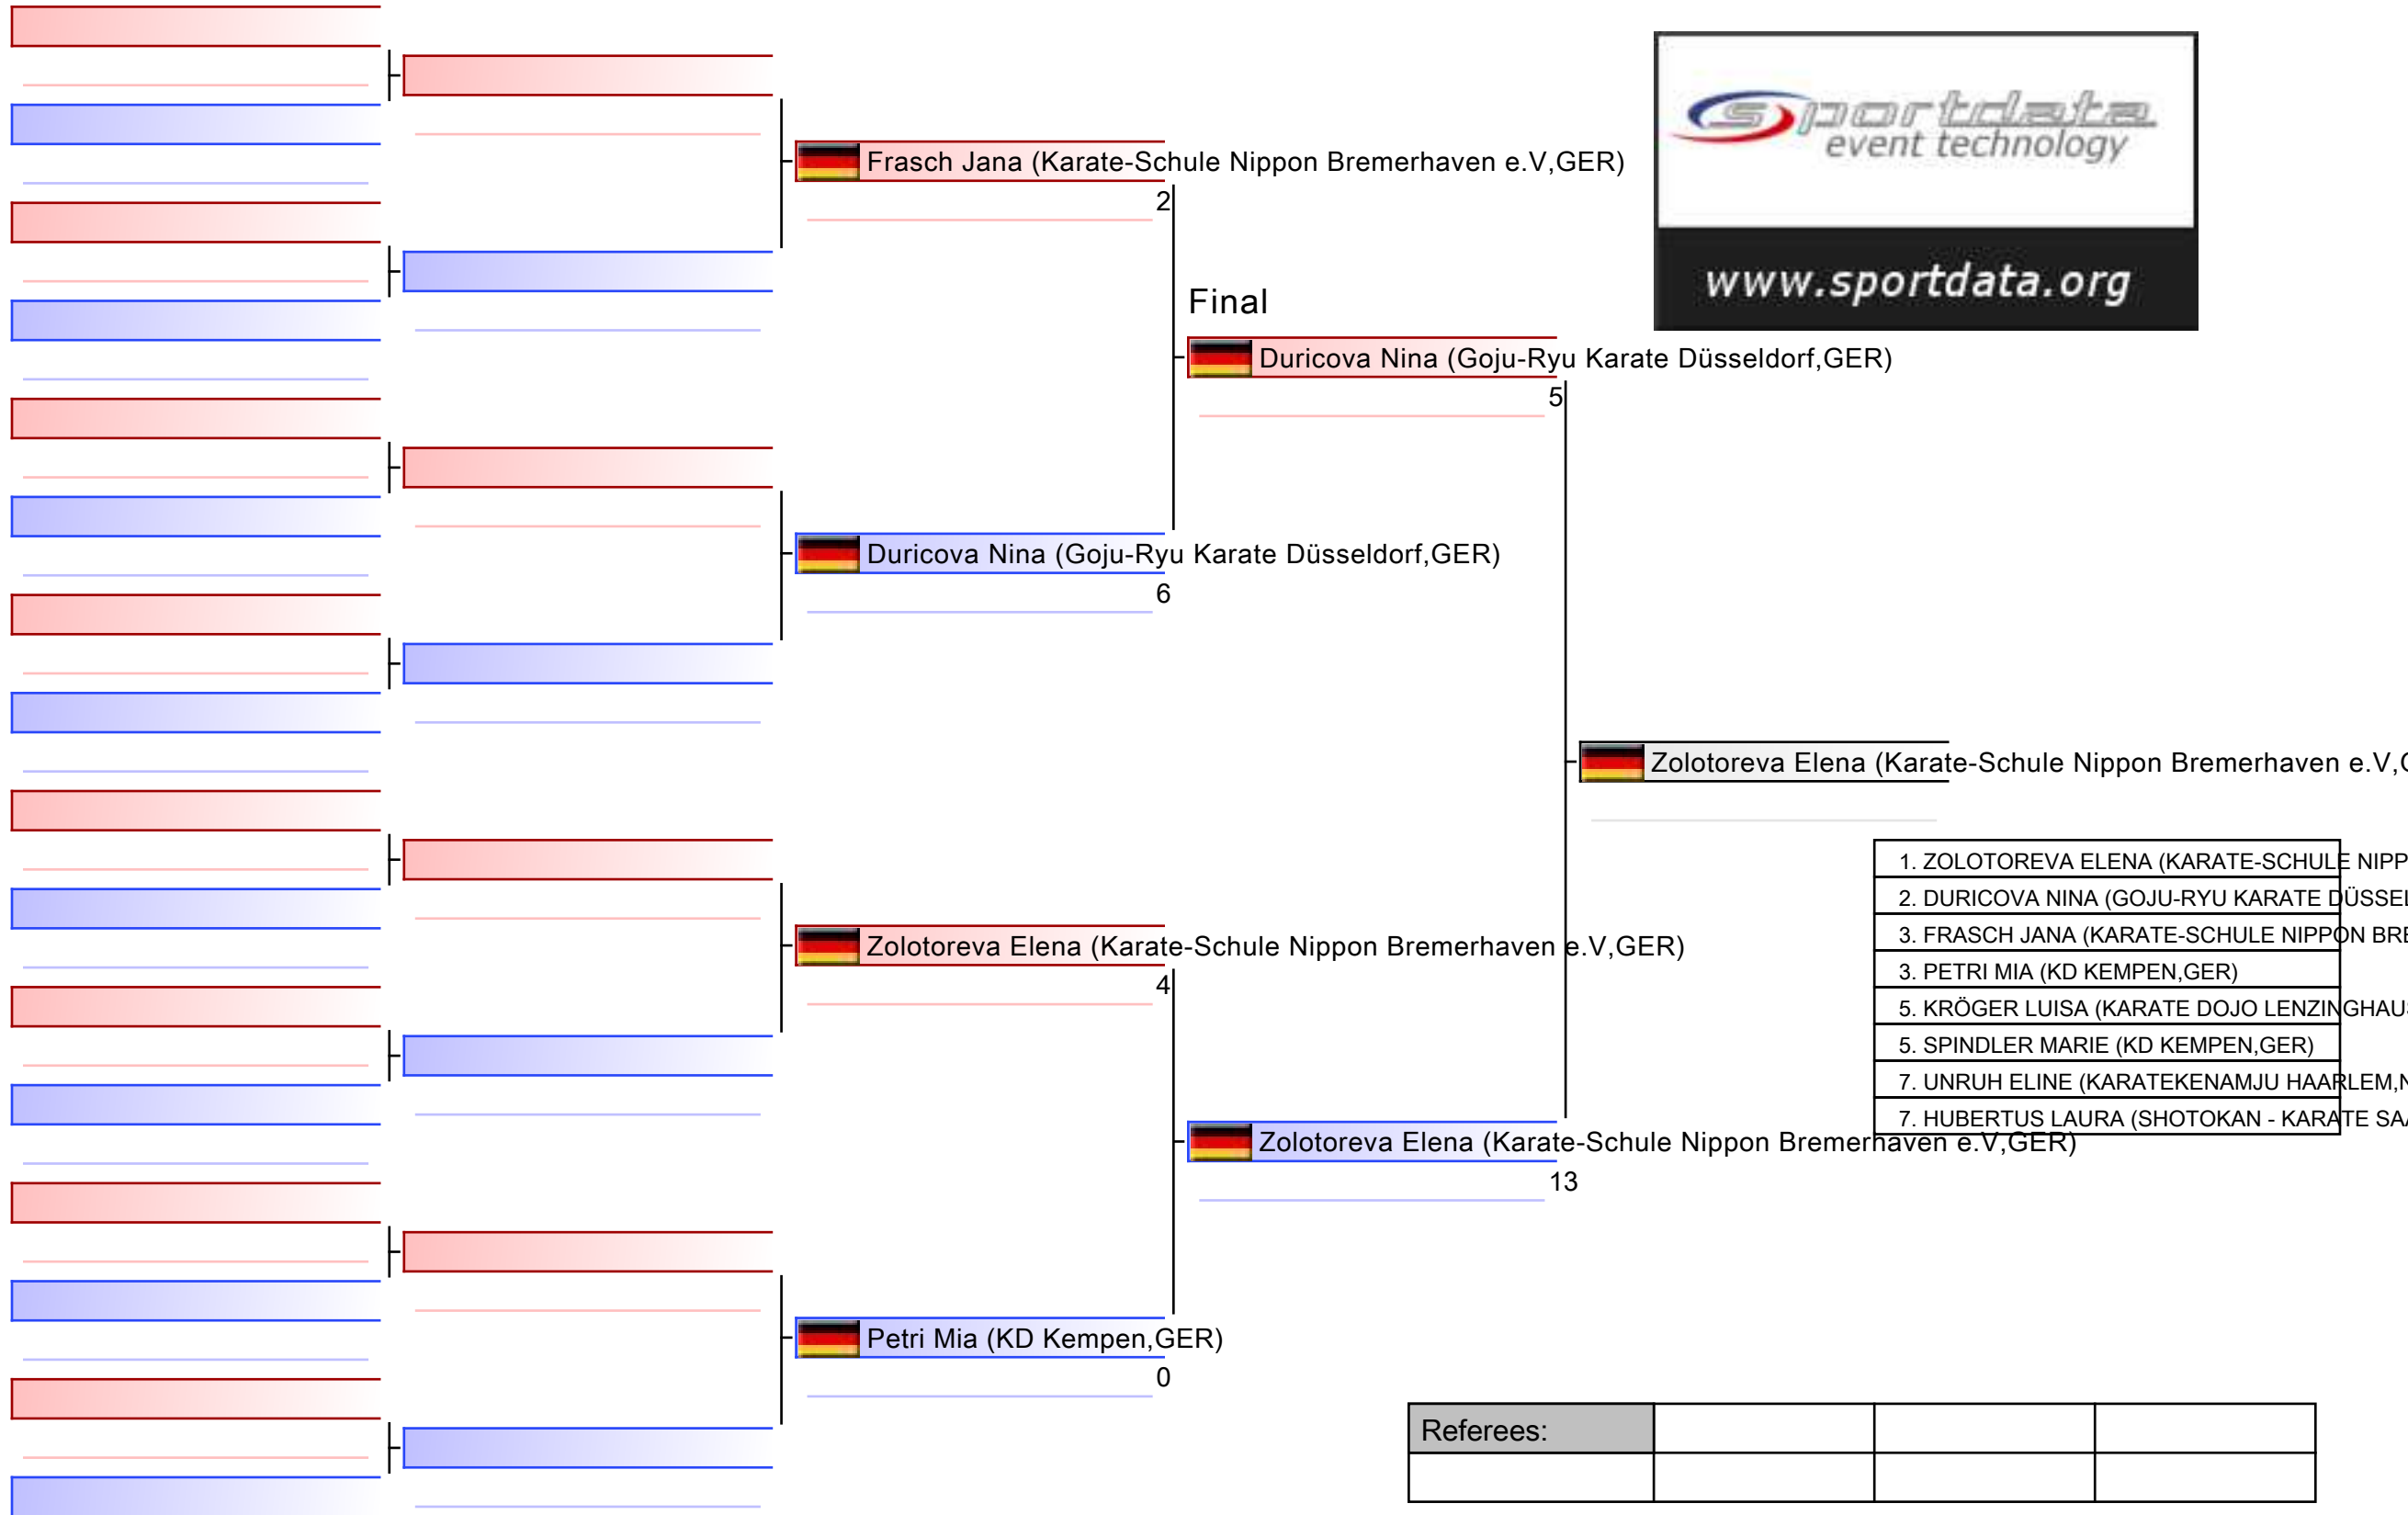 sportdata
event technology
www.sportdata.org
Frasch Jana (Karate-Schule Nippon Bremerhaven e.V,GER)
2
Final
Duricova Nina (Goju-Ryu Karate Düsseldorf,GER)
5
Duricova Nina (Goju-Ryu Karate Düsseldorf,GER)
6
Zolotoreva Elena (Karate-Schule Nippon Bremerhaven e.V,
1. ZOLOTOREVA ELENA (KARATE-SCHULE NIPP
2. DURICOVA NINA (GOJU-RYU KARATE DÜSSEL
3. FRASCH JANA (KARATE-SCHULE NIPPON BRE
3. PETRI MIA (KD KEMPEN,GER)
5. KRÖGER LUISA (KARATE DOJO LENZINGHAUS
5. SPINDLER MARIE (KD KEMPEN,GER)
7. UNRUH ELINE (KARATEKENAMJU HAARLEM,N
7. HUBERTUS LAURA (SHOTOKAN - KARATE SAA
Zolotoreva Elena (Karate-Schule Nippon Bremerhaven e.V,GER)
4
Zolotoreva Elena (Karate-Schule Nippon Bremerhaven e.V,GER)
13
Petri Mia (KD Kempen,GER)
0
Referees: